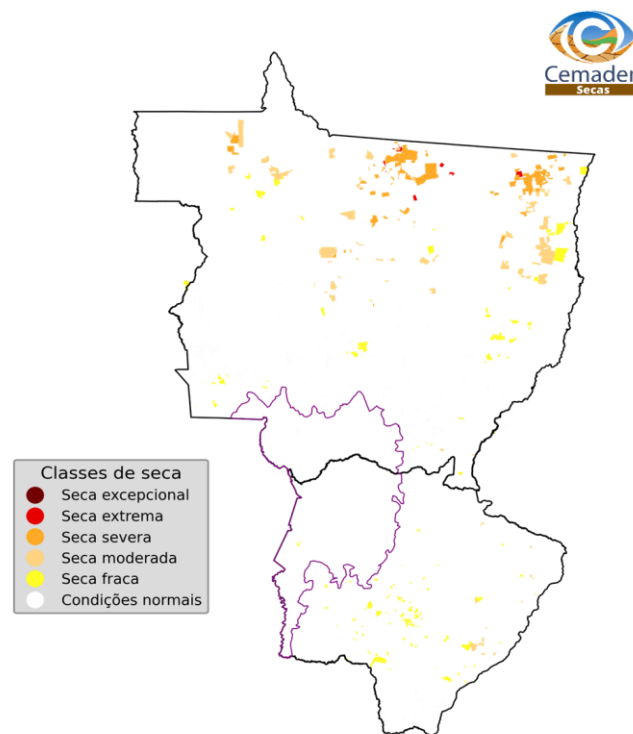 Cemaden
Secas
Classes de seca
Seca excepcional
Seca extrema
Seca severa
Seca moderada
Seca fraca
Condições normais